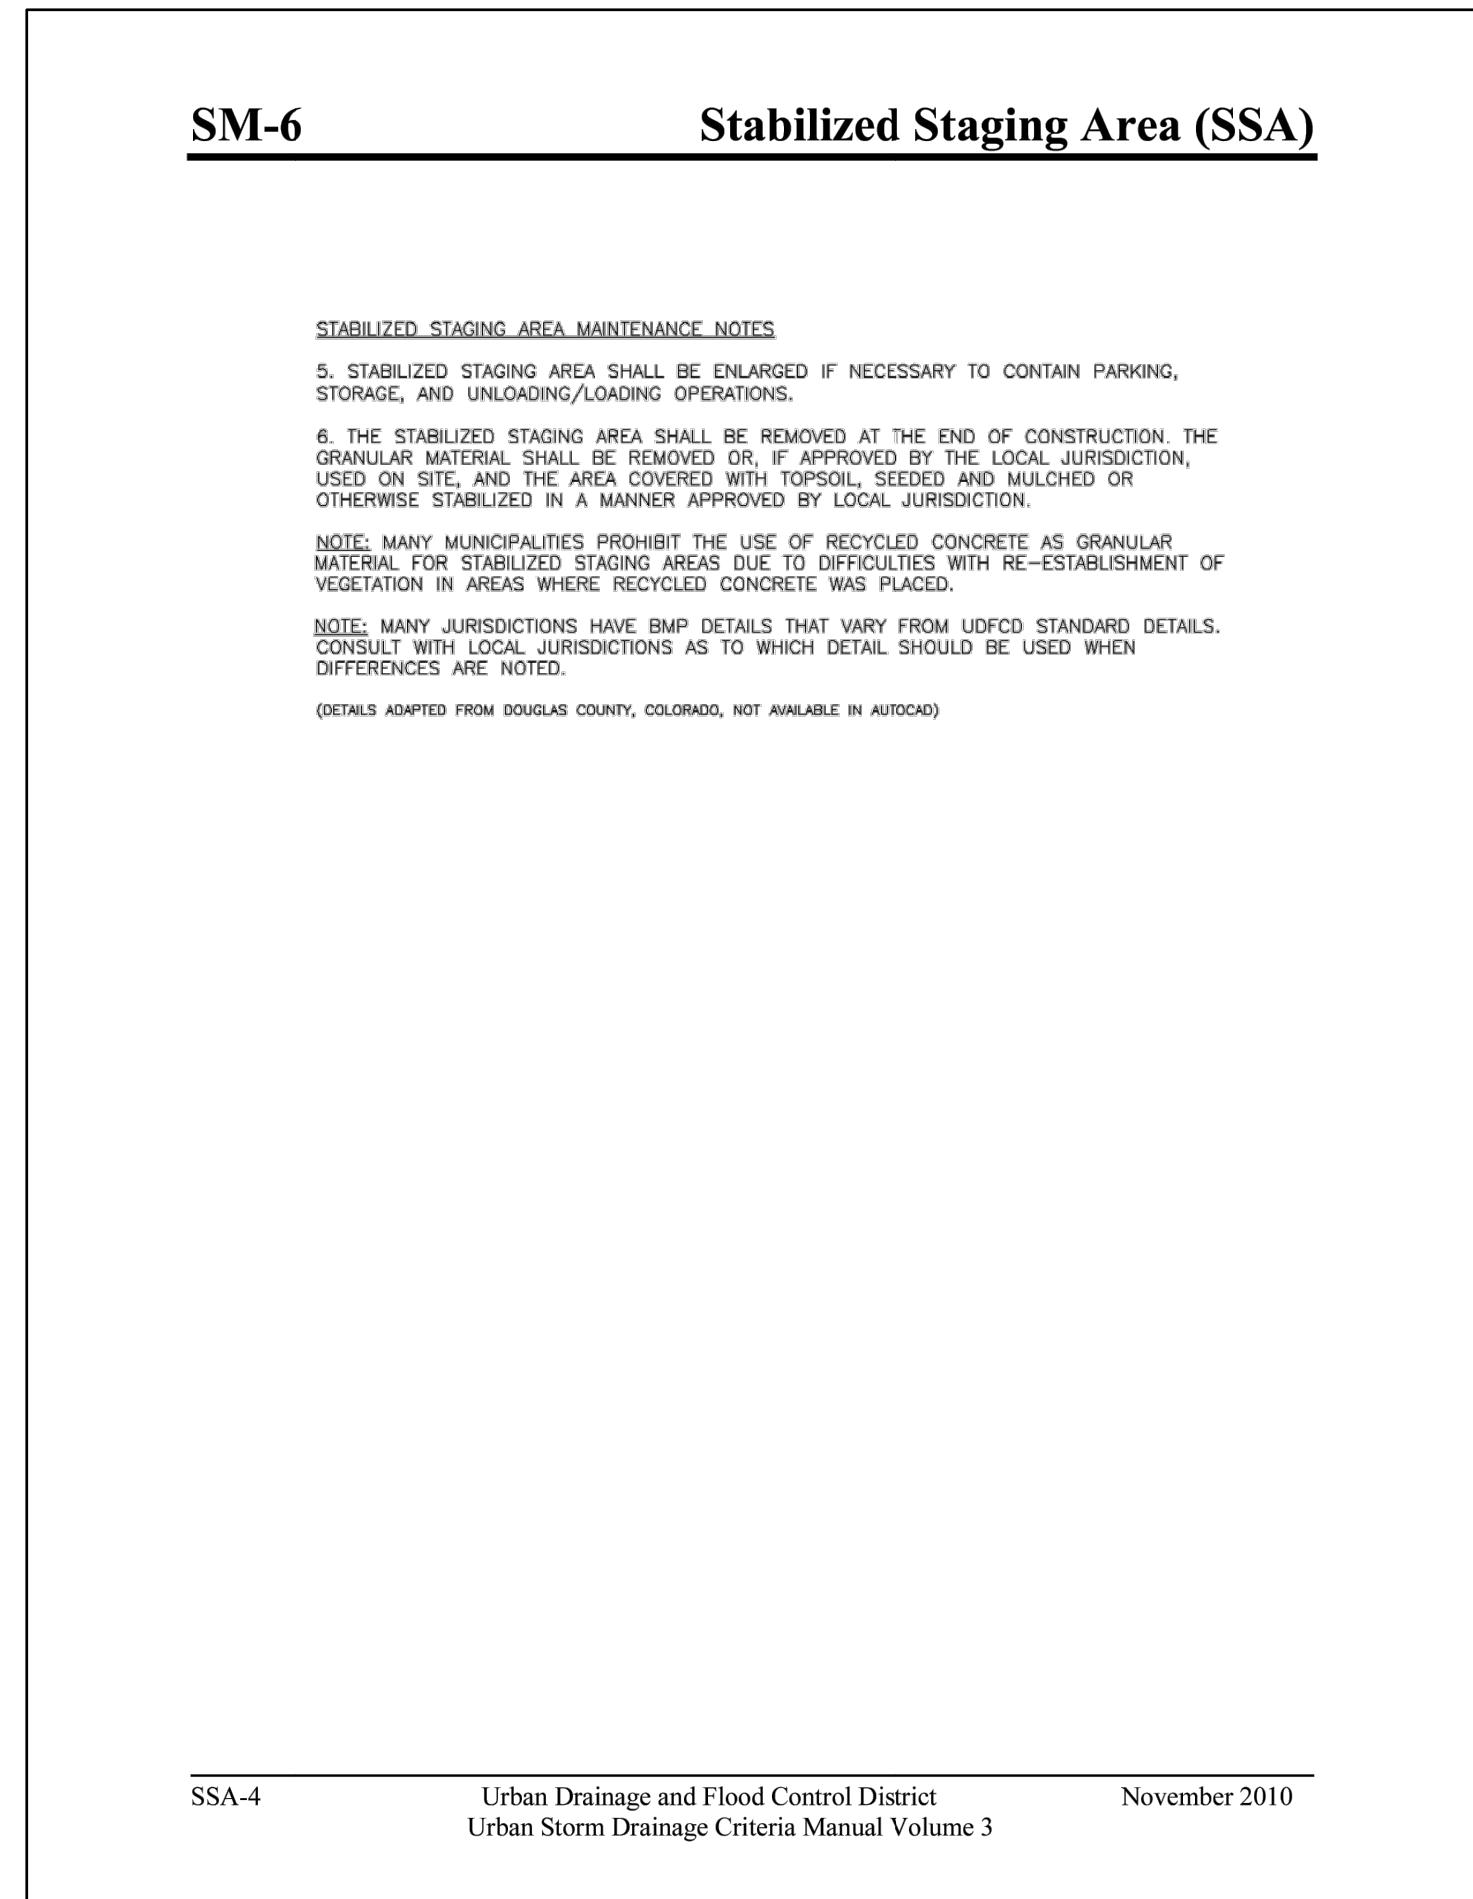 SM-6 Stabilized Staging Area (SSA)
STABILIZED STAGING AREA MAINTENANCE NOTES
5. STABILIZED STAGING AREA SHALL BE ENLARGED IF NECESSARY TO CONTAIN PARKING,
STORAGE, AND UNLOADING/LOADING OPERATIONS.
6. THE STABILIZED STAGING AREA SHALL BE REMOVED AT THE END OF CONSTRUCTION. THE
GRANULAR MATERIAL SHALL BE REMOVED OR, IF APPROVED BY THE LOCAL JURISDICTION,
USED ON SITE, AND THE AREA COVERED WITH TOPSOIL, SEEDED AND MULCHED OR
OTHERWISE STABILIZED IN A MANNER APPROVED BY LOCAL JURISDICTION.
NOTE: MANY MUNICIPALITIES PROHIBIT THE USE OF RECYCLED CONCRETE AS GRANULAR
MATERIAL FOR STABILIZED STAGING AREAS DUE TO DIFFICULTIES WITH RE-ESTABLISHMENT OF
VEGETATION IN AREAS WHERE RECYCLED CONCRETE WAS PLACED.
NOTE: MANY JURISDICTIONS HAVE BMP DETAILS THAT VARY FROM UDFCD STANDARD DETAILS.
CONSULT WITH LOCAL JURISDICTIONS AS TO WHICH DETAIL SHOULD BE USED WHEN
DIFFERENCES ARE NOTED.
(DETAILS ADAPTED FROM DOUGLAS COUNTY, COLORADO, NOT AVAILABLE IN AUTOCAD)
SSA-4 Urban Drainage and Flood Control District November 2010
Urban Storm Drainage Criteria Manual Volume 3